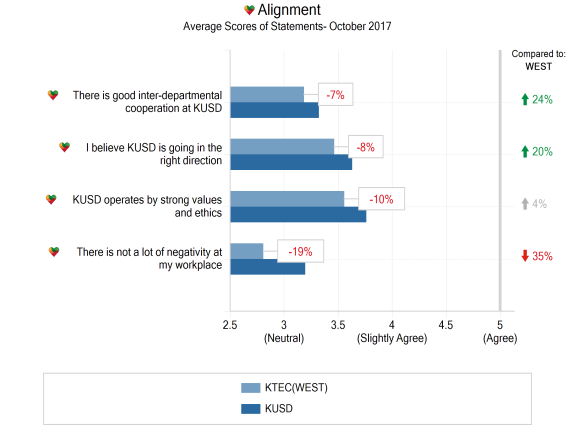 Alignment
Average Scores of Statements- October 2017
Compared to:
WEST
There is good inter-departmental
cooperation at KUSD
-7%
24%
I believe KUSD is going in the
right direction
-8%
20%
KUSD operates by strong values
and ethics
-10%
4%
There is not a lot of negativity at
my workplace
-19%
35%
2.5 3 3.5 4 4.5 5
(Neutral) (Slightly Agree) (Agree)
KTEC(WEST)
KUSD